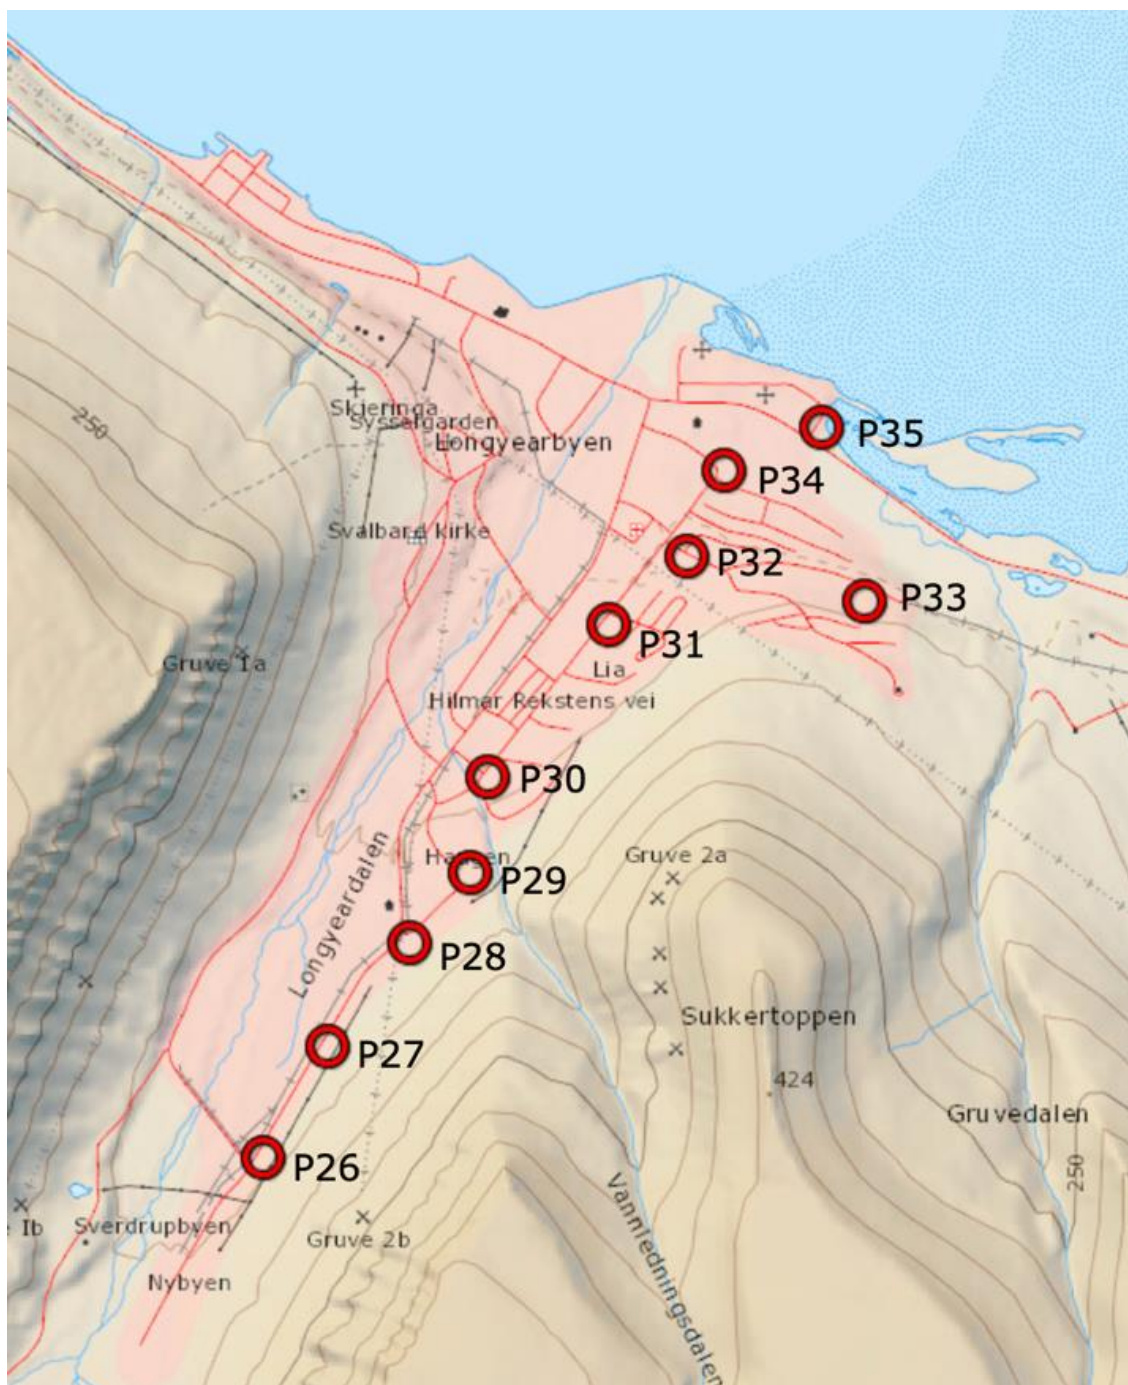 250
Skjeringa
Sysselgarden
Longyearbyen
P35
P34
Svalbard kirke
P32
P33
P31
Gruve 1a
Lia
Hilmar Rekstens vei
P30
Gruve 2a
P29
Longyeardalen
P28
Sukkertoppen
P27
424
Gruvedalen
P26
250
Vannledningsdalen
e Ib
Sverdrupbyen
Gruve 2b
Nybyen